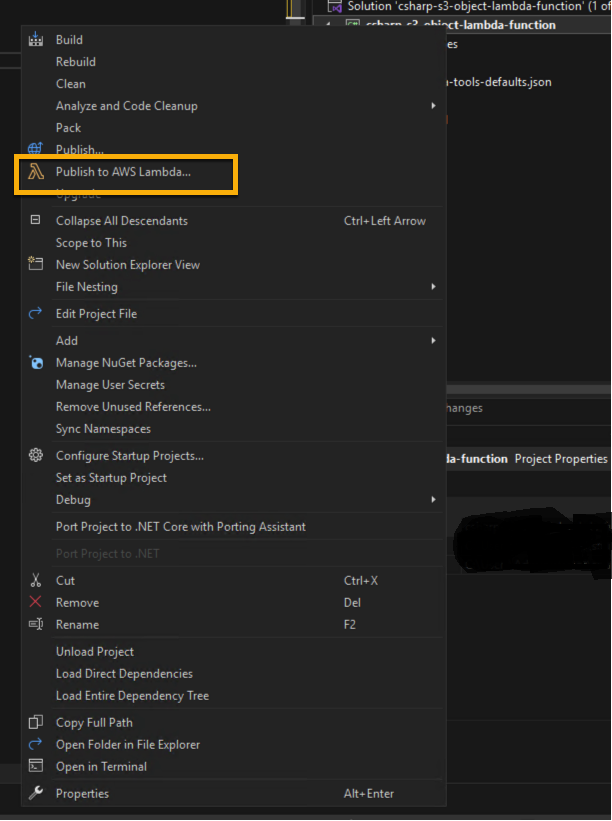 Solution 'csharp-s3-object-lambda-function' (1 of
csharp-s3-object-lambda-function
es
-tools-defaults.json
Build
Rebuild
Clean
Analyze and Code Cleanup
Pack
Publish...
Publish to AWS Lambda...
Upgrade
Collapse All Descendants Ctrl+Left Arrow
Scope to This
New Solution Explorer View
File Nesting
Edit Project File
Add
Manage NuGet Packages...
Manage User Secrets
Remove Unused References...
Sync Namespaces
hanges
Configure Startup Projects...
da-function Project Properties
Set as Startup Project
Debug
Port Project to .NET Core with Porting Assistant
Port Project to .NET
Cut Ctrl+X
Remove Del
Rename F2
Unload Project
Load Direct Dependencies
Load Entire Dependency Tree
Copy Full Path
Open Folder in File Explorer
Open in Terminal
Properties Alt+Enter